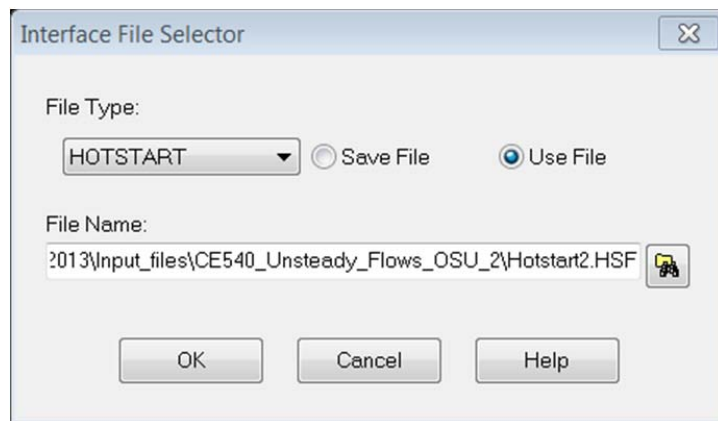 Interface File Selector
File Type:
HOTSTART Save File Use File
File Name:
2013\Input_files\CE540_Unsteady_Flows_OSU_2\Hotstart2.HSF
OK Cancel Help